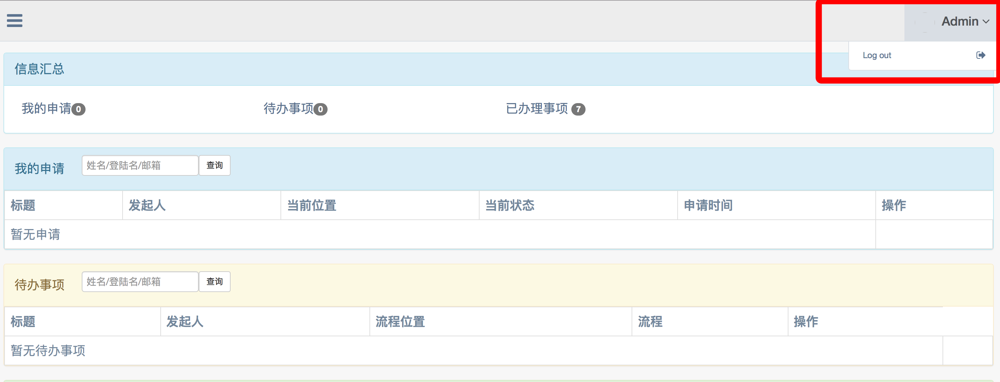 Admin
Log out
信息汇总
我的申请 0 待办事项 0 已办理事项 7
我的申请 姓名/登陆名/邮箱 查询
标题 发起人 当前位置 当前状态 申请时间 操作
暂无申请
待办事项 姓名/登陆名/邮箱 查询
标题 发起人 流程位置 流程 操作
暂无待办事项